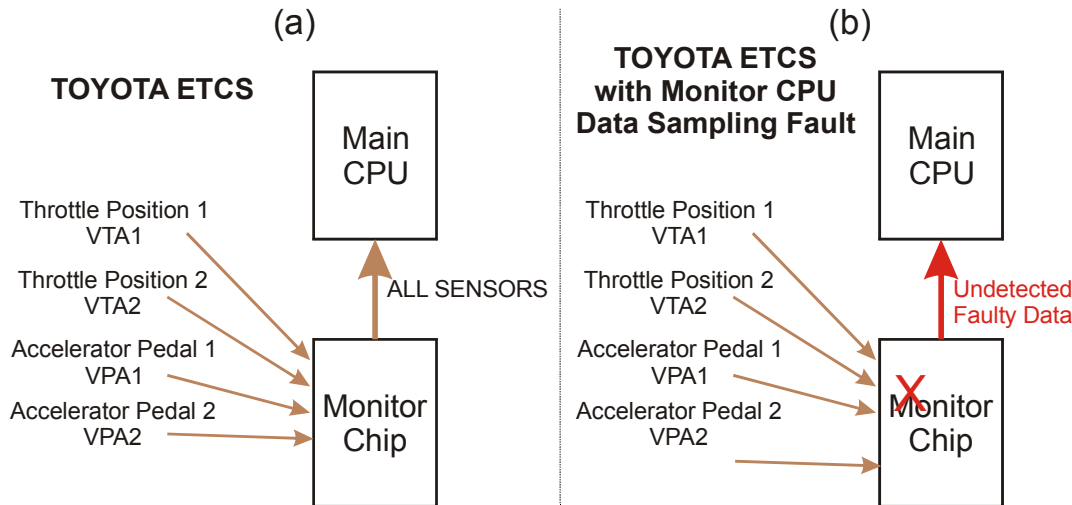 (a)
TOYOTA ETCS
Main
CPU
Throttle Position 1
VTA1
Throttle Position 2
VTA2
ALL SENSORS
Accelerator Pedal 1
VPA1
Accelerator Pedal 2
VPA2
Monitor
Chip
(b)
TOYOTA ETCS
with Monitor CPU
Data Sampling Fault
Main
CPU
Throttle Position 1
VTA1
Throttle Position 2
VTA2
Undetected
Faulty Data
Accelerator Pedal 1
VPA1
Accelerator Pedal 2
VPA2
X
Monitor
Chip